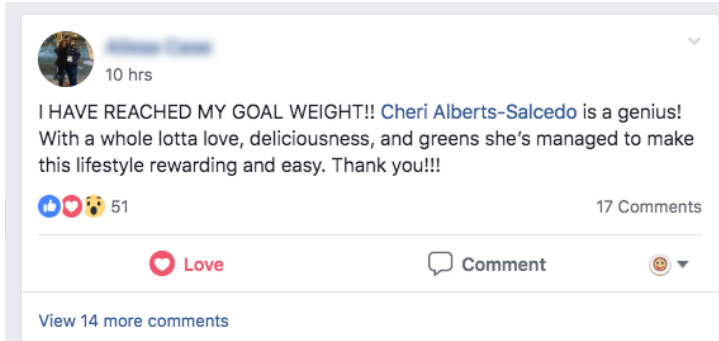 10 hrs
I HAVE REACHED MY GOAL WEIGHT!! Cheri Alberts-Salcedo is a genius!
With a whole lotta love, deliciousness, and greens she's managed to make
this lifestyle rewarding and easy. Thank you!!!
51
17 Comments
Love
Comment
View 14 more comments